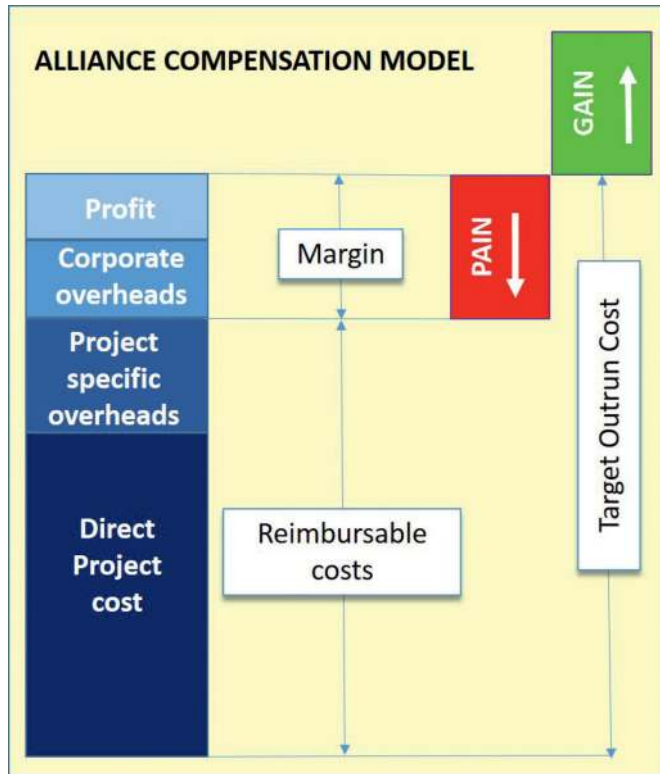 ALLIANCE COMPENSATION MODEL
GAIN
Profit
Corporate
overheads
Margin
PAIN
Project
specific
overheads
Target Outrun Cost
Direct
Project
cost
Reimbursable
costs